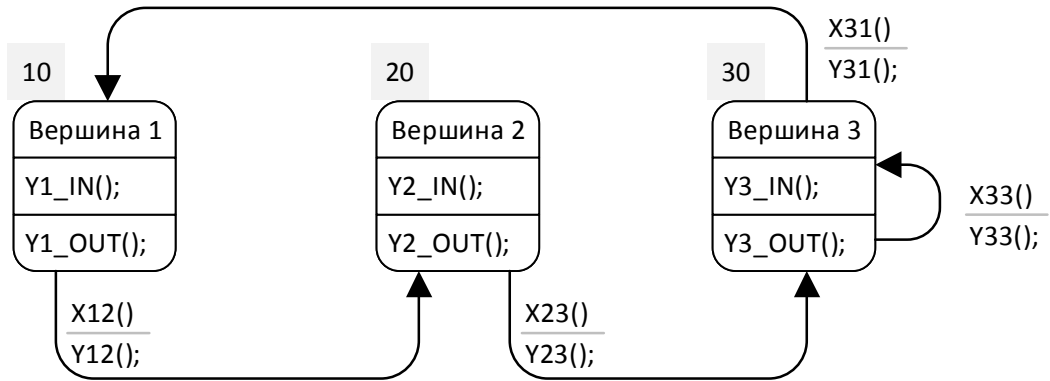 X31()
Y31();
10
20
30
Вершина 1
Y1_IN();
Y1_OUT();
Вершина 2
Y2_IN();
Y2_OUT();
Вершина 3
Y3_IN();
Y3_OUT();
X33()
Y33();
X12()
Y12();
X23()
Y23();